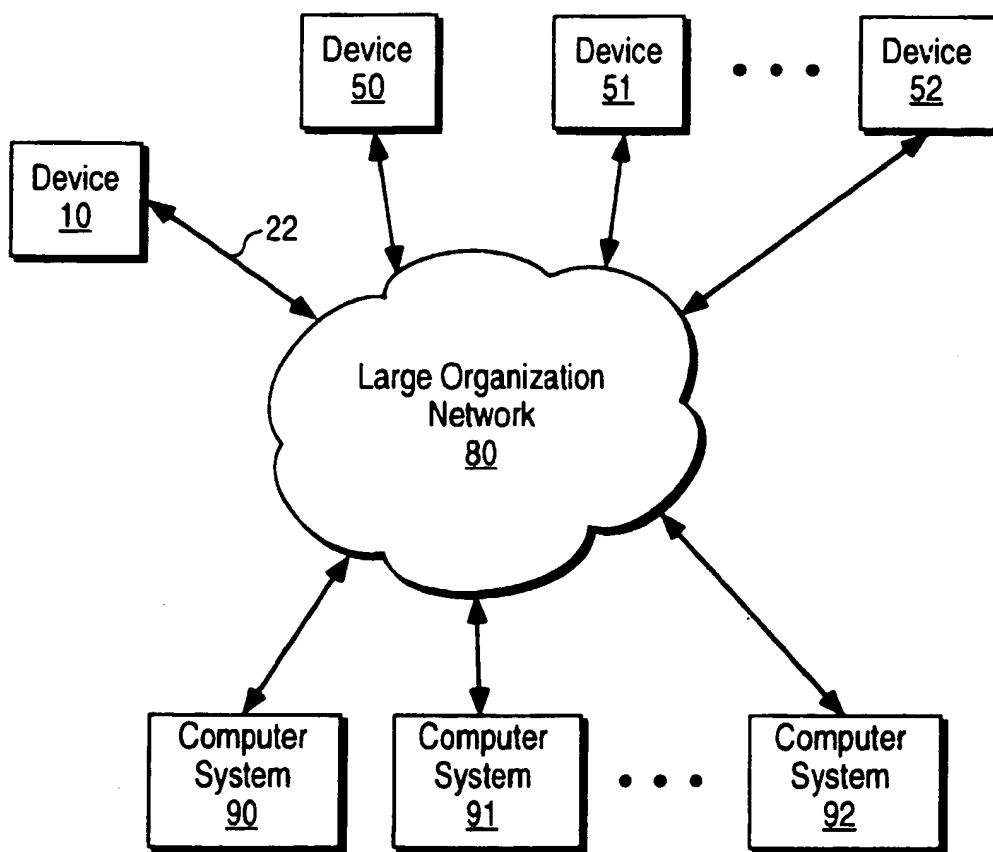 Device
50
Device
51
Device
52
Device
10
22
Large Organization
Network
80
Computer
System
90
Computer
System
91
Computer
System
92